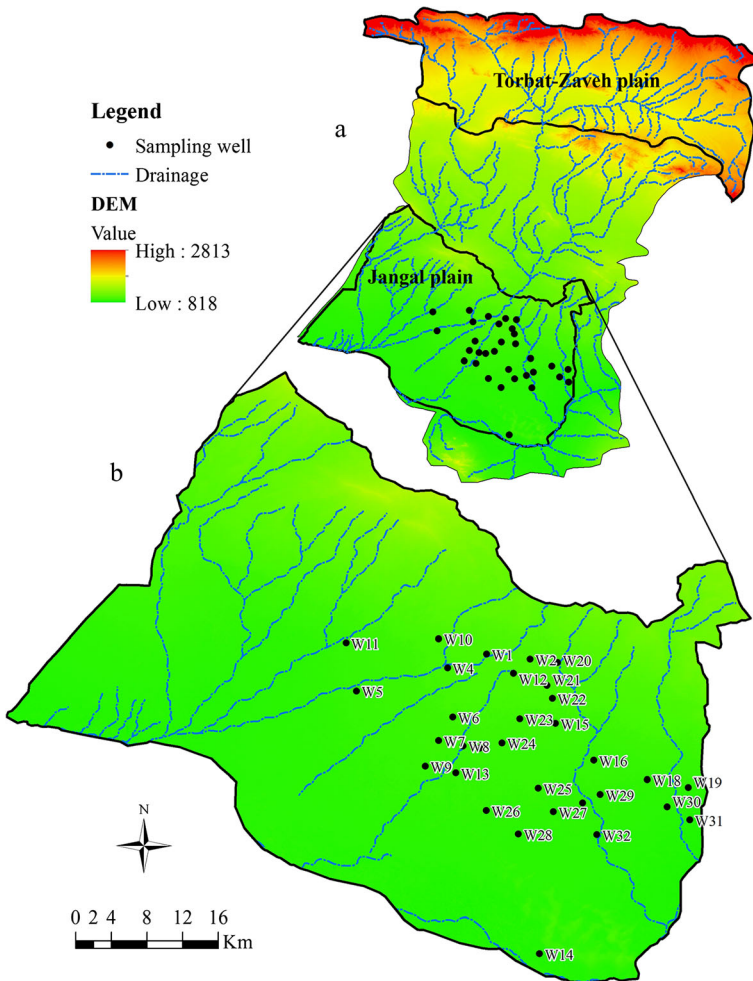 Torbat-Zaveh plain
Legend
a
Sampling well
Drainage
DEM
Value
High : 2813
Low : 818
Jangal plain
b
W10
W11
W1
W2
W20
W4
W12
W21
W5
W22
W6
W23
W15
W7
W8
W24
W9
W13
W16
W18
W19
W25
W29
W30
W26
W27
W31
W28
W32
N
0 2 4 8 12 16
Km
W14